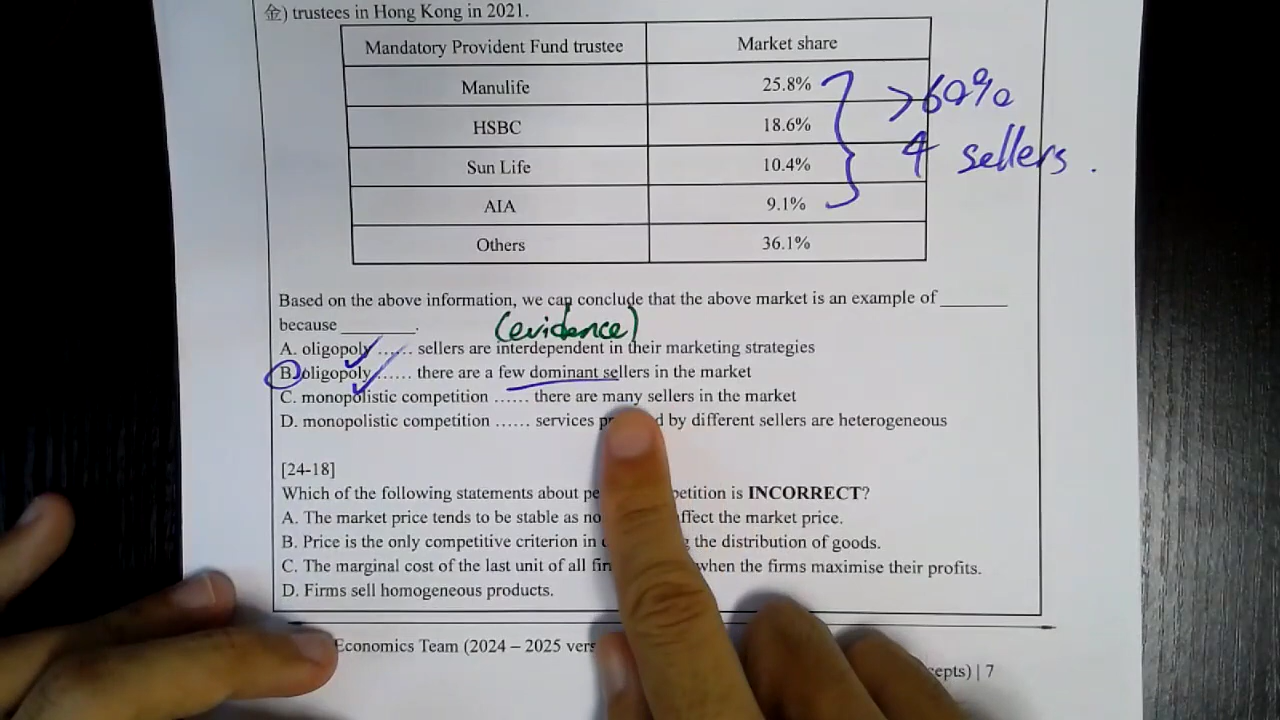 金) trustees in Hong Kong in 2021.
Mandatory Provident Fund trustee Market share
Manulife 25.8%
HSBC 18.6%
Sun Life 10.4%
AIA 9.1%
Others 36.1%
>60%
4 sellers.
Based on the above information, we can conclude that the above market is an example of ________
because _________.
(evidence)
A. oligopoly ...... sellers are interdependent in their marketing strategies
B. oligopoly ...... there are a few dominant sellers in the market
C. monopolistic competition ...... there are many sellers in the market
D. monopolistic competition ...... services by different sellers are heterogeneous
[24-18]
Which of the following statements about is INCORRECT?
A. The market price tends to be stable as no affect the market price.
B. Price is the only competitive criterion in the distribution of goods.
C. The marginal cost of the last unit of all when the firms maximise their profits.
D. Firms sell homogeneous products.
Economics Team (2024 – 2025 | 7